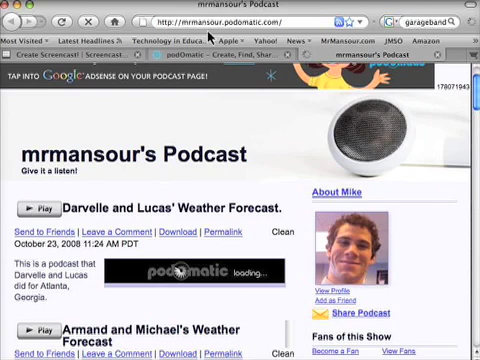 mrmansour's Podcast
http://mrmansour.podomatic.com/
garageband
Most Visited
Latest Headlines
Technology in Educa...
Apple
Yahoo!
News
MrMansour.com
JMSO
Amazon
Create Screencast! Screencast-O...
podOmatic - Create, Find, Shar...
mrmansour's Podcast
TAP INTO Google ADSENSE ON YOUR PODCAST PAGE!
178071943
mrmansour's Podcast
Give it a listen!
Play
Darvelle and Lucas' Weather Forecast.
Send to Friends | Leave a Comment | Download | Permalink
Clean
October 23, 2008 11:24 AM PDT
This is a podcast that
Darvelle and Lucas
did for Atlanta,
Georgia.
podomatic loading...
Play
Armand and Michael's Weather
Forecast
Send to Friends | Leave a Comment | Download | Permalink
Clean
About Mike
View Profile
Add as Friend
Share Podcast
Fans of this Show
Become a Fan
View Fans